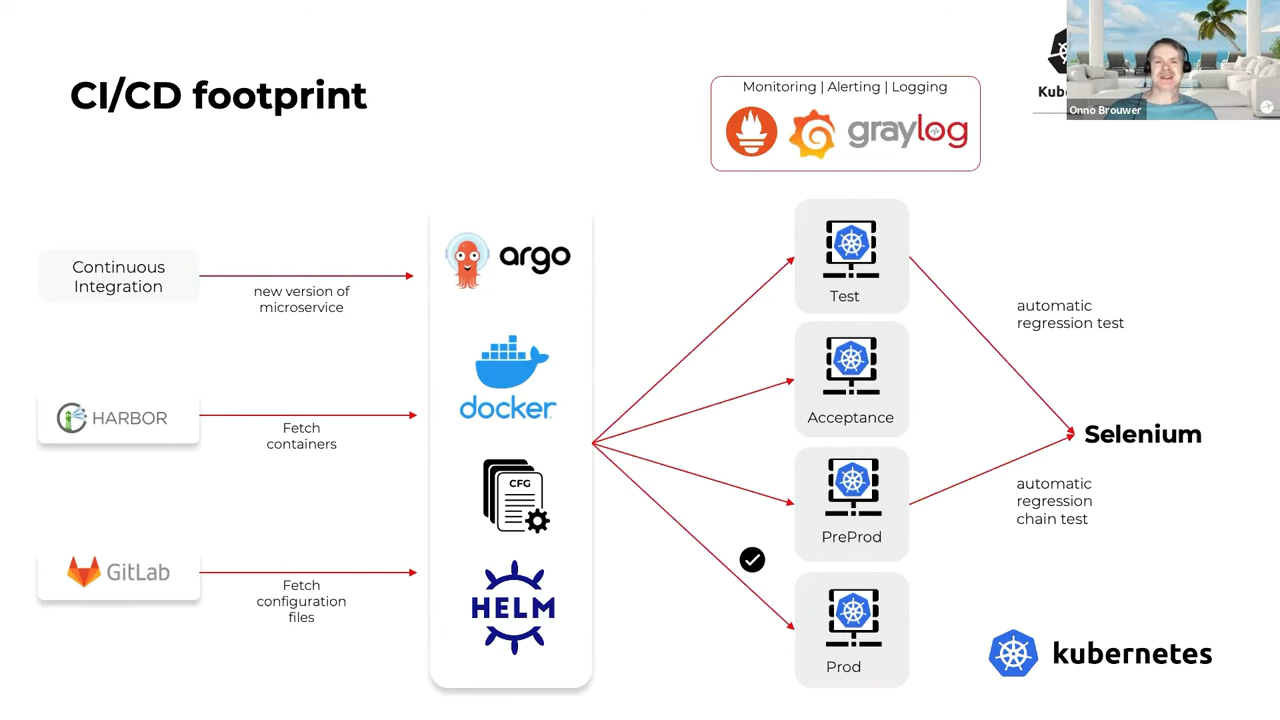 CI/CD footprint
Monitoring | Alerting | Logging
graylog
Onno Brouwer
Continuous
Integration
new version of
microservice
argo
docker
HARBOR
Fetch
containers
CFG
GitLab
Fetch
configuration
files
HELM
Test
Acceptance
PreProd
Prod
automatic
regression test
Selenium
automatic
regression
chain test
kubernetes